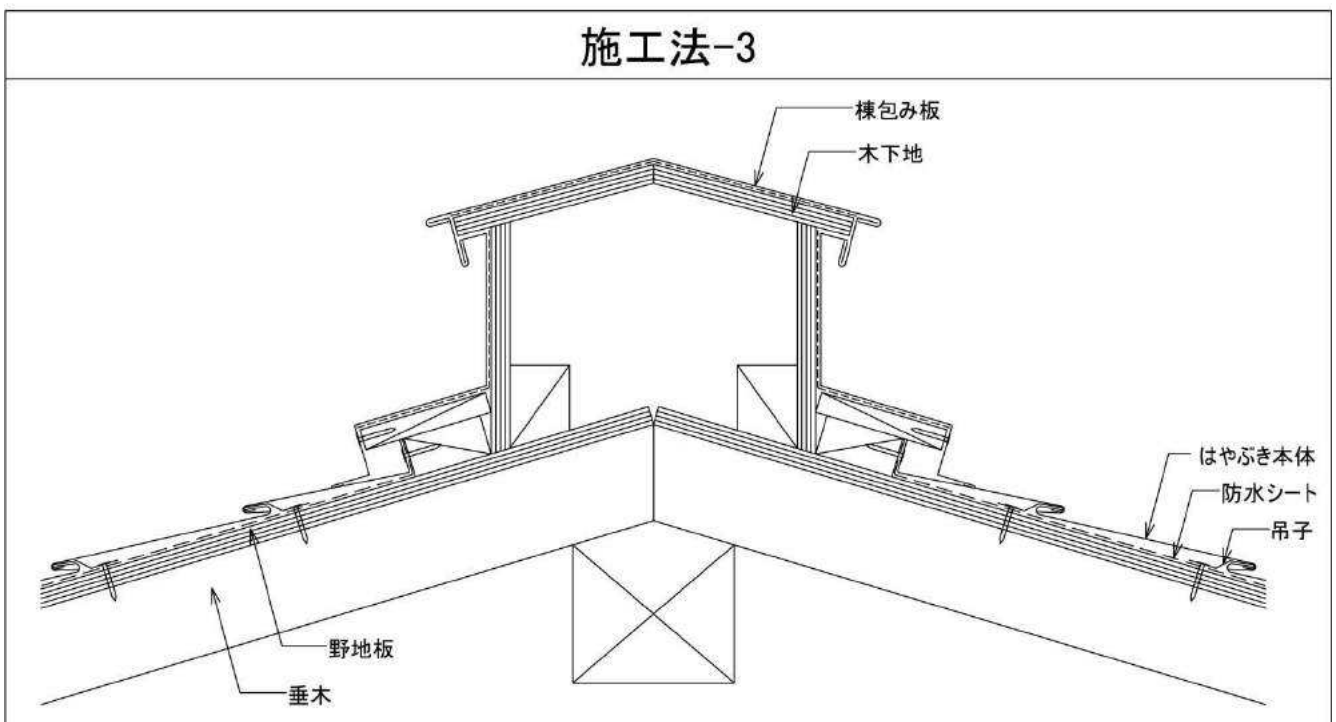 施工法-3
棟包み板
木下地
はやぶき本体
防水シート
吊子
野地板
垂木